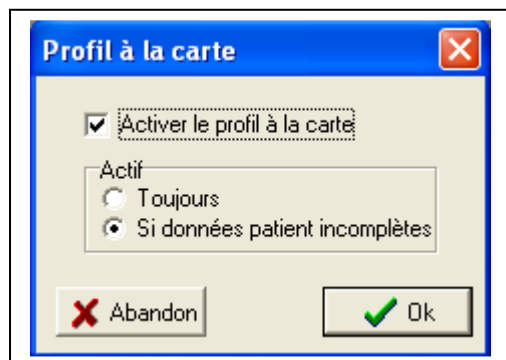 Profil à la carte
Activer le profil à la carte
Actif
Toujours
Si données patient incomplètes
Abandon
Ok